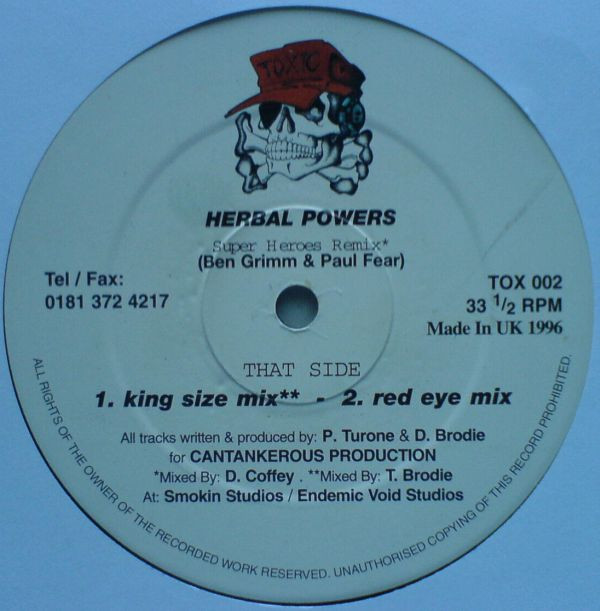 TOXIC
HERBAL POWERS
Super Heroes Remix*
(Ben Grimm & Paul Fear)
Tel / Fax:
0181 372 4217
TOX 002
33 1/2 RPM
Made In UK 1996
THAT SIDE
1. king size mix** - 2. red eye mix
All tracks written & produced by: P. Turone & D. Brodie
for CANTANKEROUS PRODUCTION
*Mixed By: D. Coffey . **Mixed By: T. Brodie
At: Smokin Studios / Endemic Void Studios
ALL RIGHTS OF THE OWNER OF THE RECORDED WORK RESERVED. UNAUTHORISED COPYING OF THIS RECORD PROHIBITED.